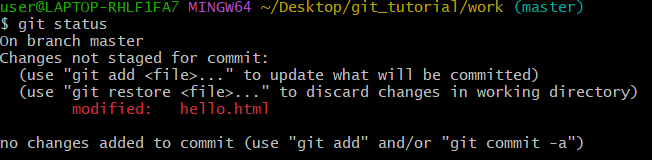 user@LAPTOP-RHLF1FA7 MINGW64 ~/Desktop/git_tutorial/work (master)
$ git status
On branch master
Changes not staged for commit:
  (use "git add <file>..." to update what will be committed)
  (use "git restore <file>..." to discard changes in working directory)
        modified:   hello.html

no changes added to commit (use "git add" and/or "git commit -a")